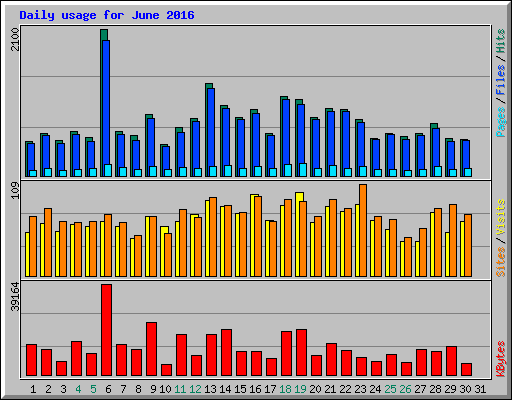 Daily usage for June 2016
2100
Pages / Files / Hits
109
Sites / Visits
39164
KBytes
1 2 3 4 5 6 7 8 9 10 11 12 13 14 15 16 17 18 19 20 21 22 23 24 25 26 27 28 29 30 31